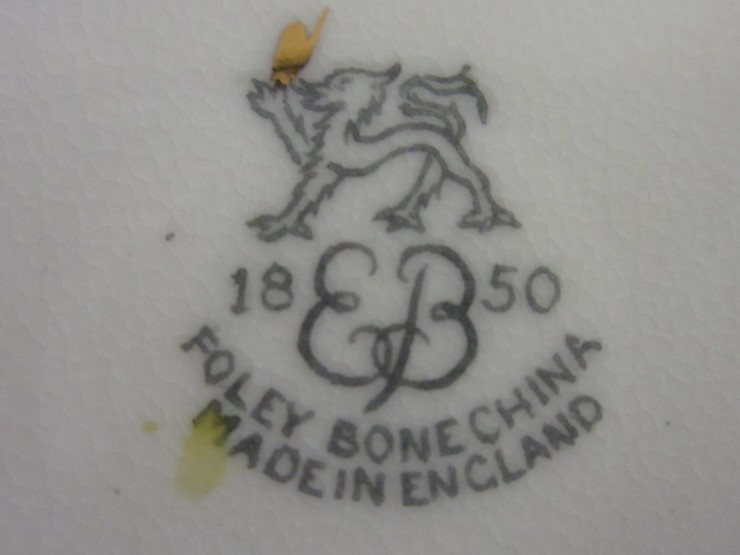 18 EB 50
FOLEY BONE CHINA
MADE IN ENGLAND